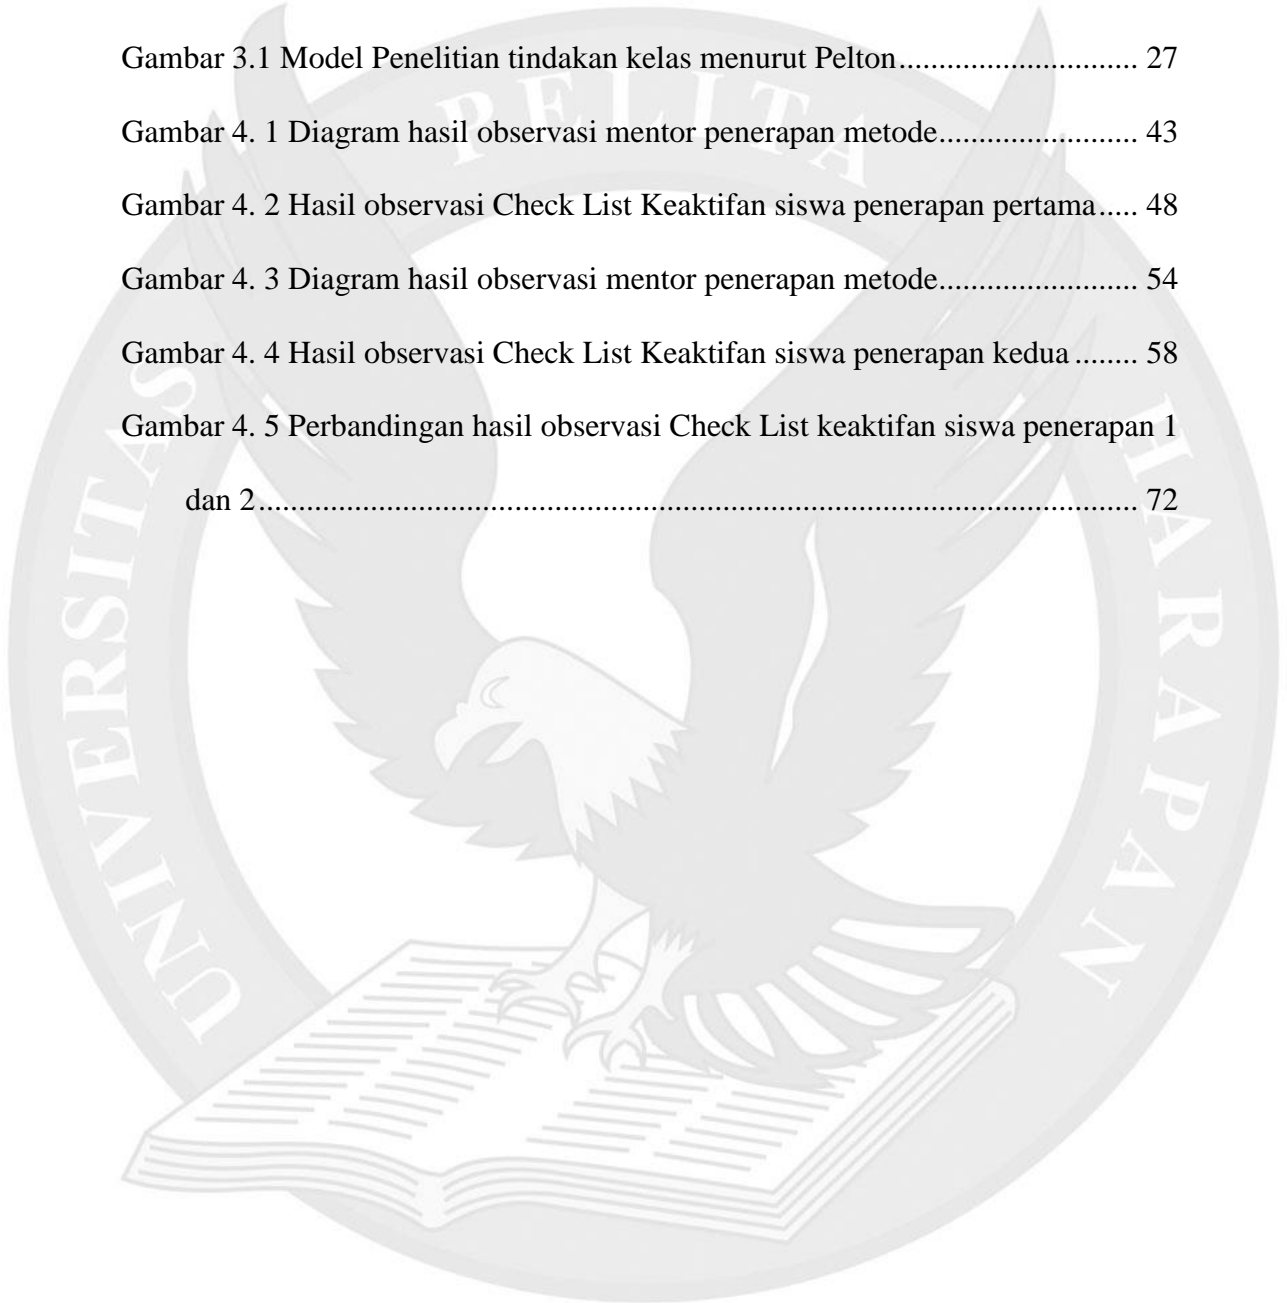 Gambar 3.1 Model Penelitian tindakan kelas menurut Pelton.............................. 27
Gambar 4. 1 Diagram hasil observasi mentor penerapan metode......................... 43
Gambar 4. 2 Hasil observasi Check List Keaktifan siswa penerapan pertama..... 48
Gambar 4. 3 Diagram hasil observasi mentor penerapan metode......................... 54
Gambar 4. 4 Hasil observasi Check List Keaktifan siswa penerapan kedua ........ 58
Gambar 4. 5 Perbandingan hasil observasi Check List keaktifan siswa penerapan 1
dan 2............................................................................................................. 72
UNIVERSITAS PELITA HARAPAN